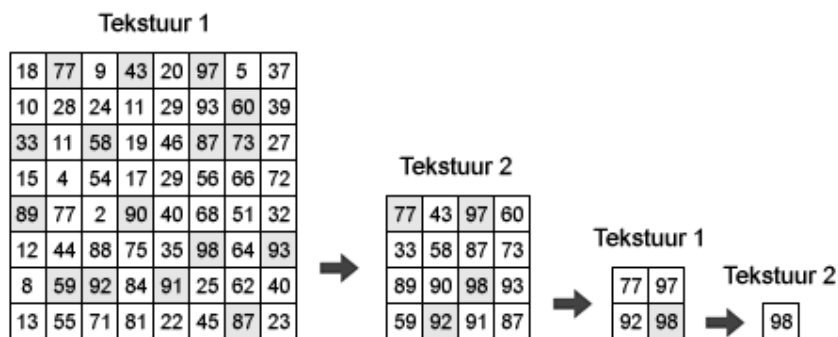 Tekstuur 1
18 77 9 43 20 97 5 37
10 28 24 11 29 93 60 39
33 11 58 19 46 87 73 27
15 4 54 17 29 56 66 72
89 77 2 90 40 68 51 32
12 44 88 75 35 98 64 93
8 59 92 84 91 25 62 40
13 55 71 81 22 45 87 23
Tekstuur 2
77 43 97 60
33 58 87 73
89 90 98 93
59 92 91 87
Tekstuur 1
77 97
92 98
Tekstuur 2
98